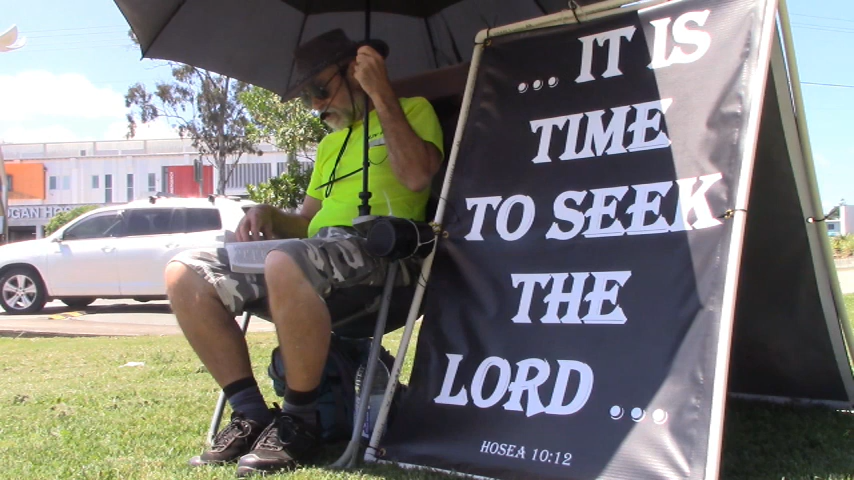 ... IT IS
TIME
TO SEEK
THE
LORD ...
HOSEA 10:12